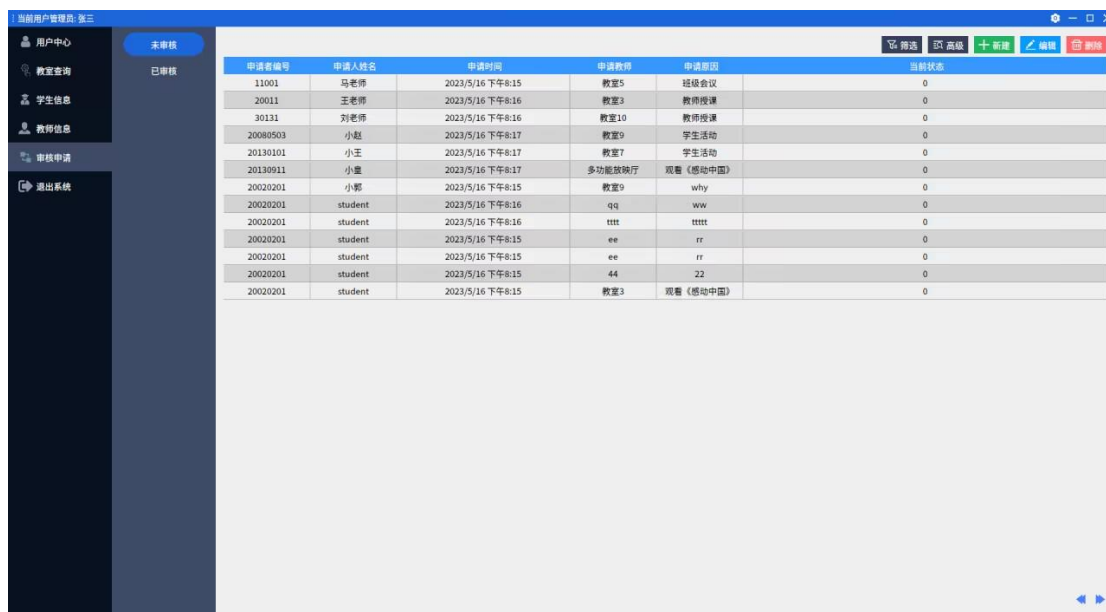 当前用户管理员: 张三
用户中心
教室查询
学生信息
教师信息
审核申请
退出系统
未审核
已审核
筛选 高级 新建 编辑 删除
申请者编号 申请人姓名 申请时间 申请教师 申请原因 当前状态
11001 马老师 2023/5/16 下午8:15 教室5 班级会议 0
20011 王老师 2023/5/16 下午8:16 教室3 教师授课 0
30131 刘老师 2023/5/16 下午8:16 教室10 教师授课 0
20080503 小赵 2023/5/16 下午8:17 教室9 学生活动 0
20130101 小王 2023/5/16 下午8:17 教室7 学生活动 0
20130911 小童 2023/5/16 下午8:17 多功能放映厅 观看《感动中国》 0
20020201 小郭 2023/5/16 下午8:15 教室9 why 0
20020201 student 2023/5/16 下午8:16 qq ww 0
20020201 student 2023/5/16 下午8:16 tttt ttttt 0
20020201 student 2023/5/16 下午8:15 ee rr 0
20020201 student 2023/5/16 下午8:15 ee rr 0
20020201 student 2023/5/16 下午8:15 44 22 0
20020201 student 2023/5/16 下午8:15 教室3 观看《感动中国》 0